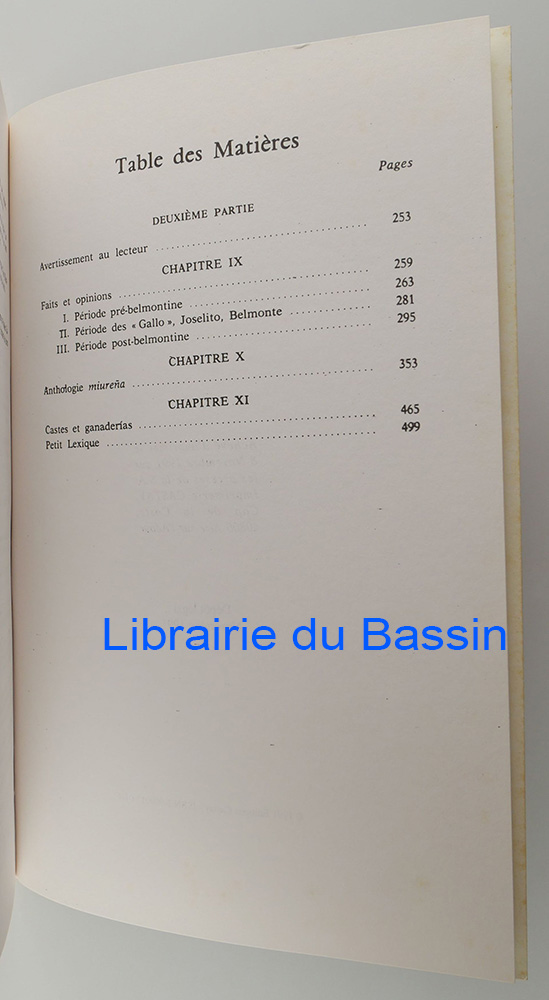 Table des Matières
Pages
DEUXIÈME PARTIE
Avertissement au lecteur .......................................... 253
CHAPITRE IX
Faits et opinions .......................................... 259
I. Période pré-belmontine .......................................... 263
II. Période des « Gallo », Joselito, Belmonte .................. 281
III. Période post-belmontine .......................................... 295
CHAPITRE X
Anthologie miureña .......................................... 353
CHAPITRE XI
Castes et ganaderías .......................................... 465
Petit Lexique .......................................... 499
Librairie du Bassin